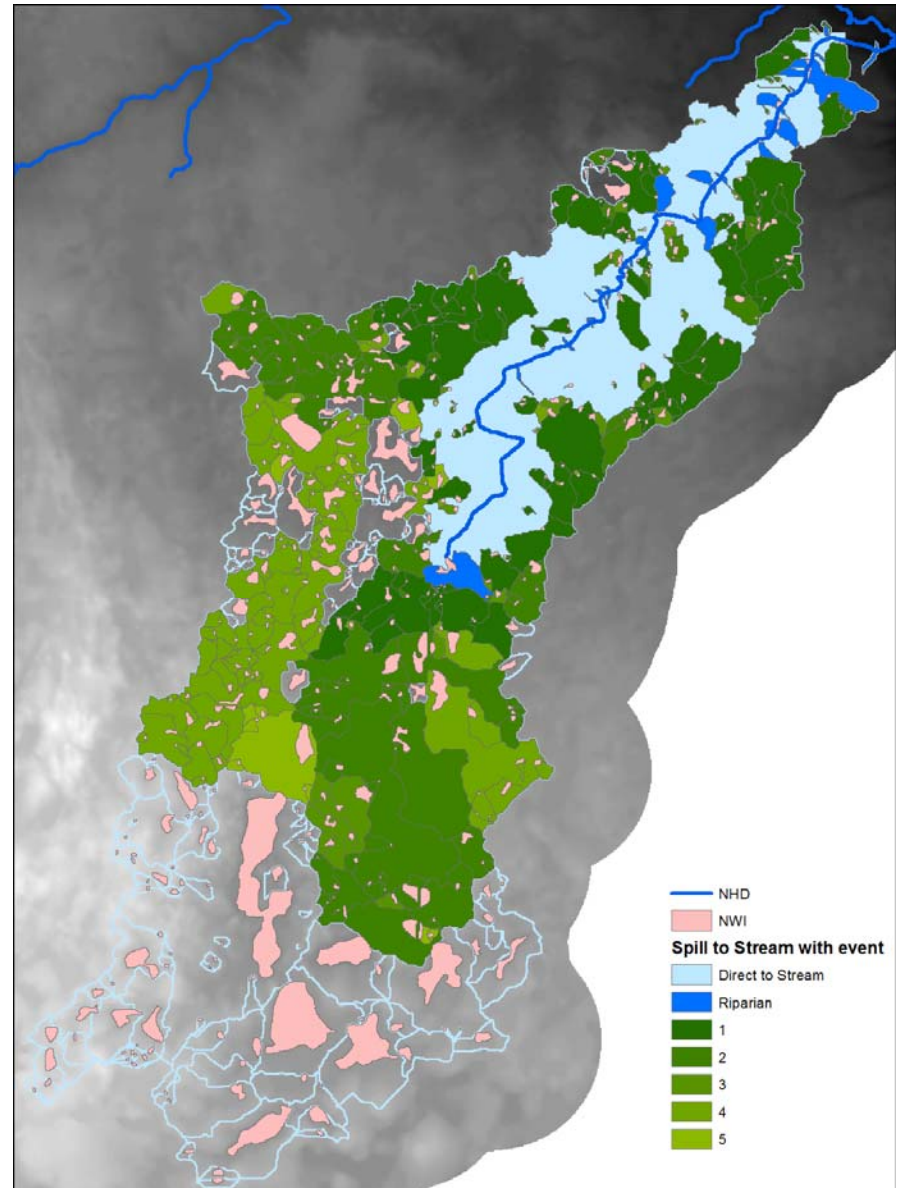 NHD
NWI
Spill to Stream with event
Direct to Stream
Riparian
1
2
3
4
5